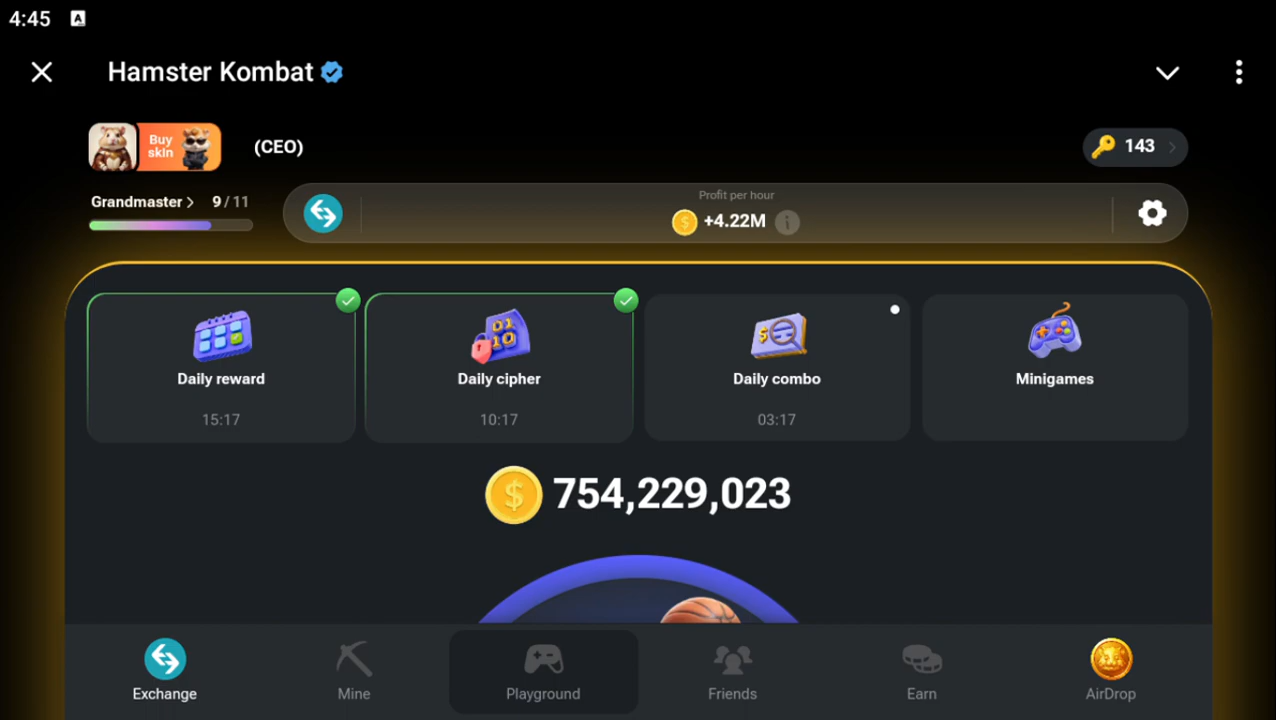 4:45 A
Hamster Kombat
Buy skin
(CEO)
143
Grandmaster > 9/11
Profit per hour
+4.22M
Daily reward
15:17
01
10
Daily cipher
10:17
Daily combo
03:17
Minigames
754,229,023
Exchange
Mine
Playground
Friends
Earn
AirDrop